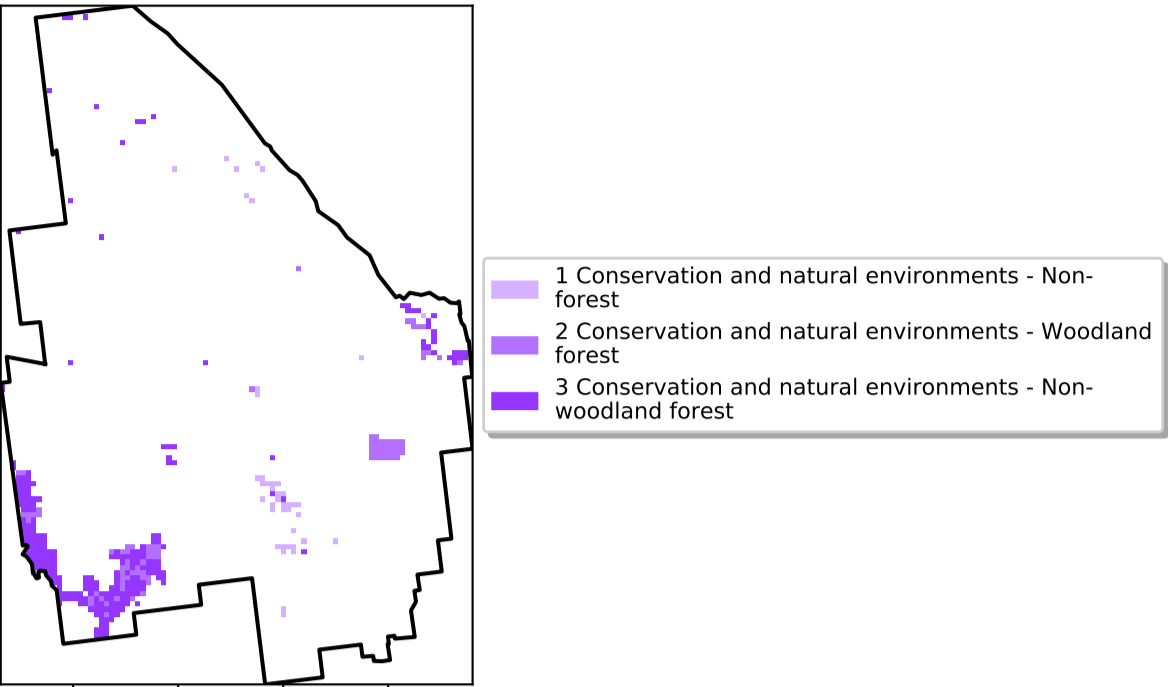 1 Conservation and natural environments - Non-
forest
2 Conservation and natural environments - Woodland
forest
3 Conservation and natural environments - Non-
woodland forest